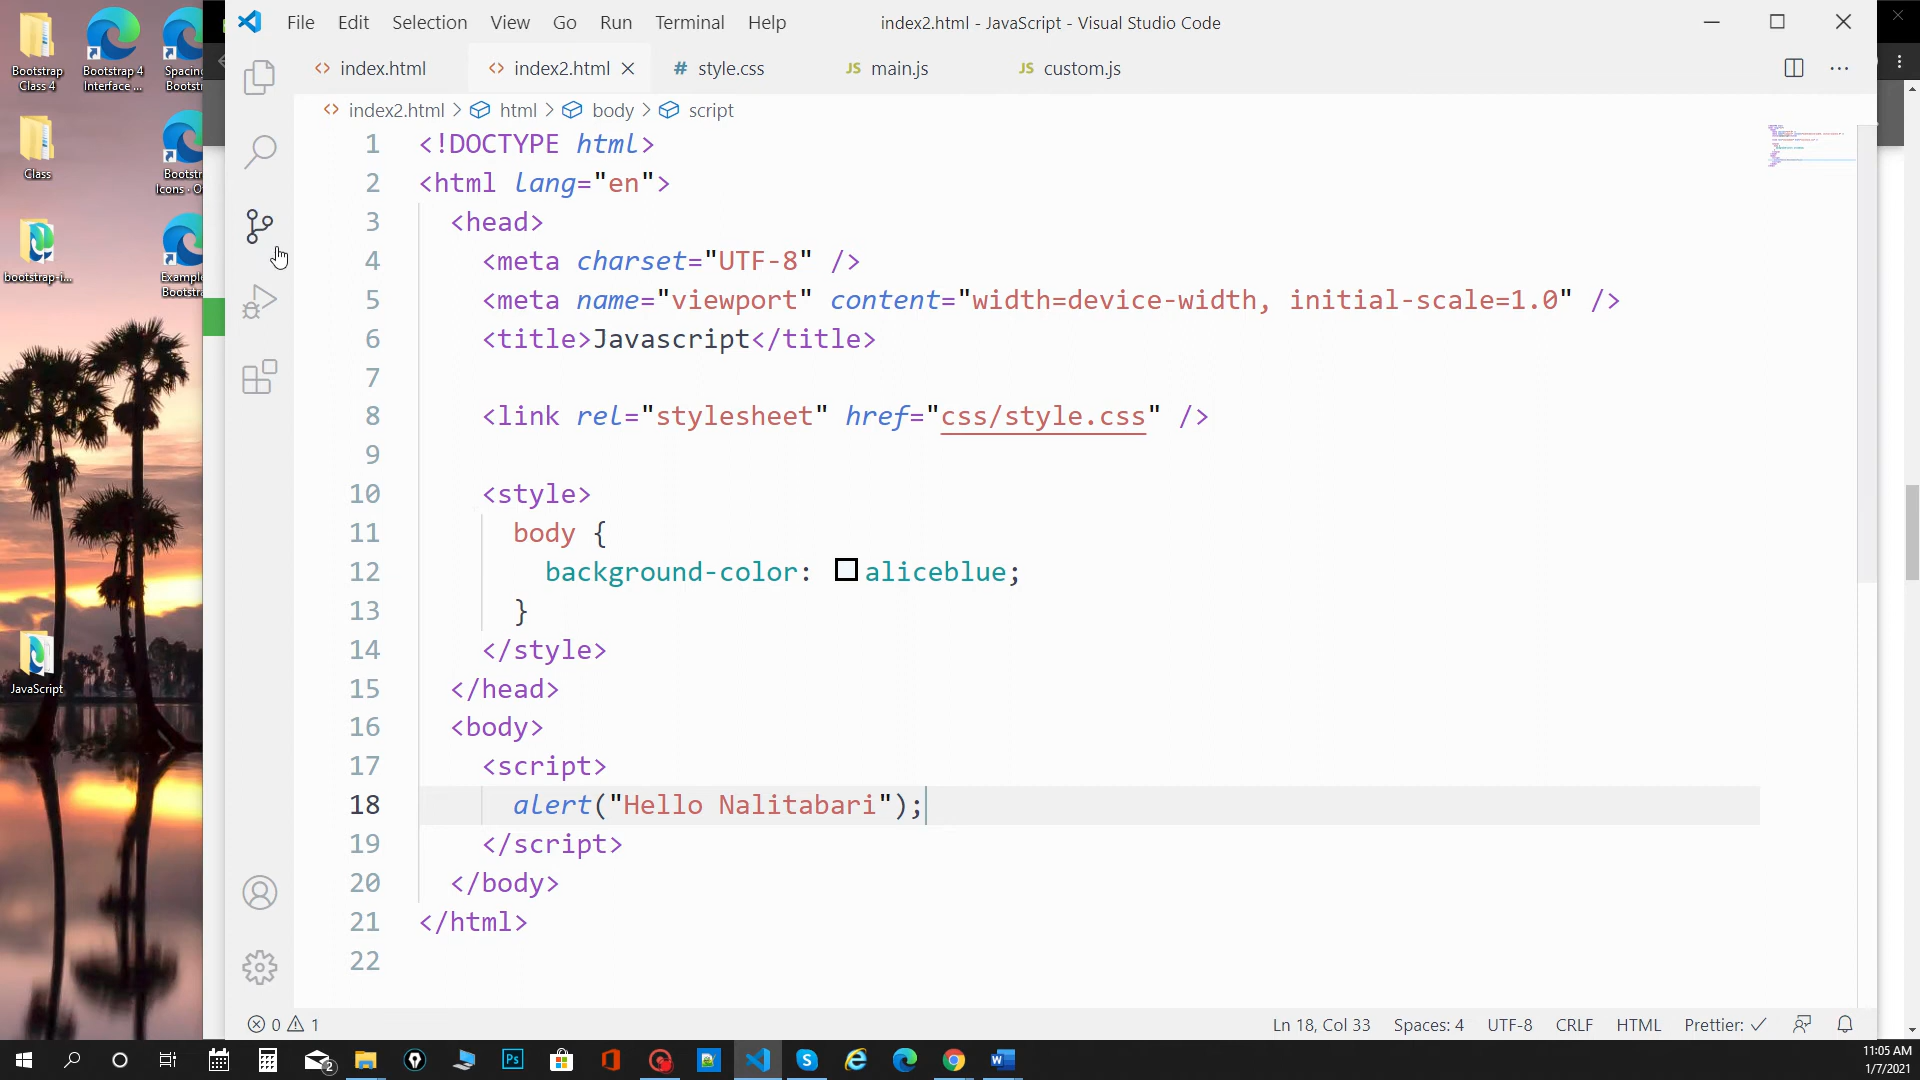 File Edit Selection View Go Run Terminal Help index2.html - JavaScript - Visual Studio Code
<> index.html <> index2.html # style.css JS main.js JS custom.js ···
<> index2.html > html > body > script
1 <!DOCTYPE html>
2 <html lang="en">
3 <head>
4 <meta charset="UTF-8" />
5 <meta name="viewport" content="width=device-width, initial-scale=1.0" />
6 <title>Javascript</title>
7
8 <link rel="stylesheet" href="css/style.css" />
9
10 <style>
11 body {
12 background-color: aliceblue;
13 }
14 </style>
15 </head>
16 <body>
17 <script>
18 alert("Hello Nalitabari");
19 </script>
20 </body>
21 </html>
22
0 1 Ln 18, Col 33 Spaces: 4 UTF-8 CRLF HTML Prettier: ✓
Bootstrap
Class 4
Bootstrap 4
Interface ...
Class
bootstrap-i...
JavaScript
2
Ps
11:05 AM
1/7/2021